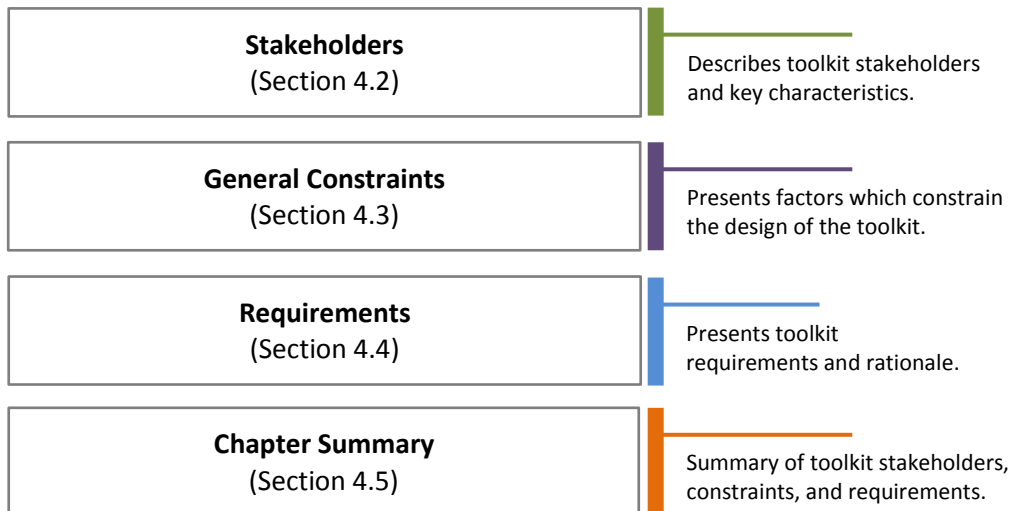 Stakeholders
(Section 4.2)
Describes toolkit stakeholders
and key characteristics.
General Constraints
(Section 4.3)
Presents factors which constrain
the design of the toolkit.
Requirements
(Section 4.4)
Presents toolkit
requirements and rationale.
Chapter Summary
(Section 4.5)
Summary of toolkit stakeholders,
constraints, and requirements.